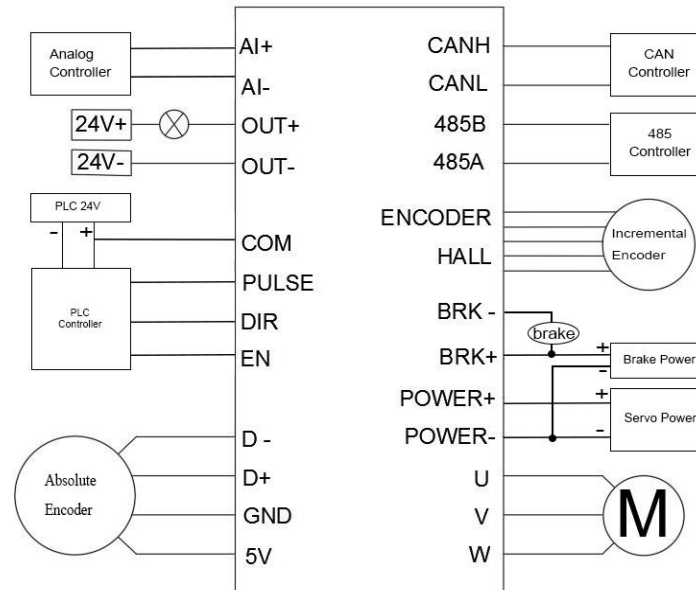 Analog
Controller
AI+
AI-
24V+
OUT+
24V-
OUT-
PLC 24V
-
+
COM
PLC
Controller
PULSE
DIR
EN
Absolute
Encoder
D -
D+
GND
5V
CANH
CANL
CAN
Controller
485B
485A
485
Controller
ENCODER
HALL
Incremental
Encoder
BRK -
brake
BRK+
+
-
Brake Power
POWER+
POWER-
+
-
Servo Power
U
V
W
M